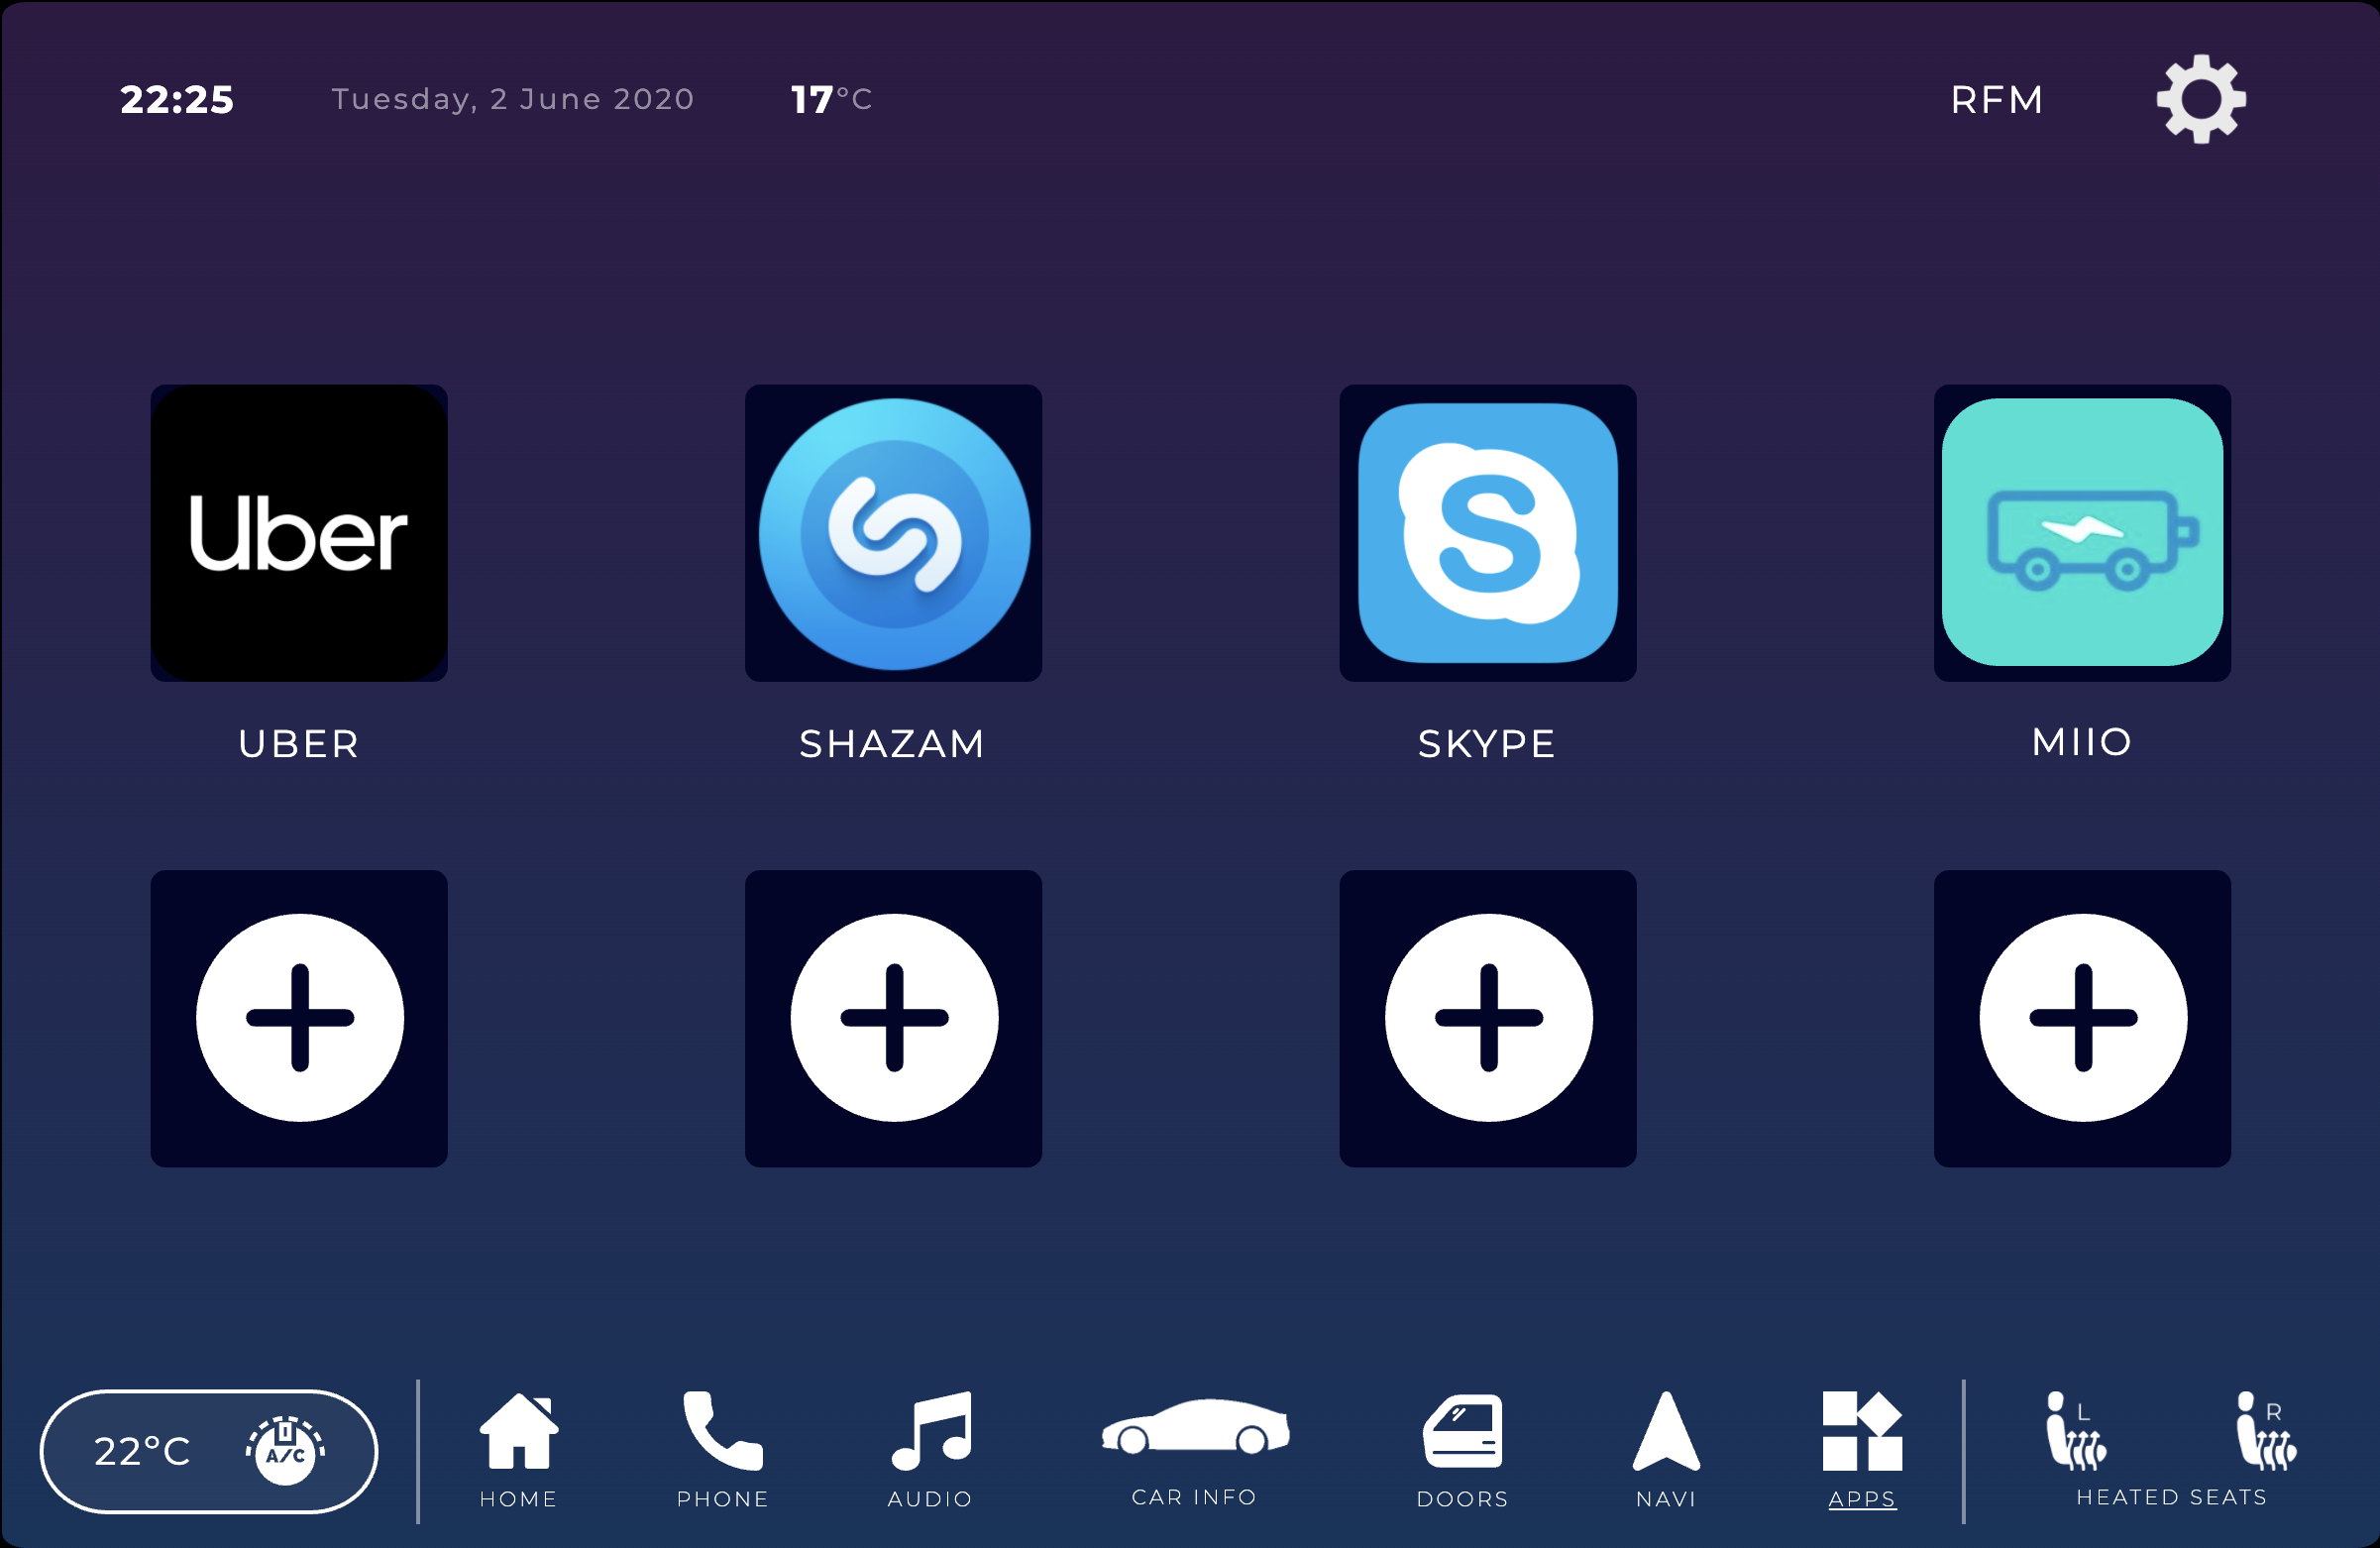 22:25 Tuesday, 2 June 2020 17°C RFM
Uber
S
UBER SHAZAM SKYPE MIIO
22°C A/C
L R
HOME PHONE AUDIO CAR INFO DOORS NAVI APPS HEATED SEATS